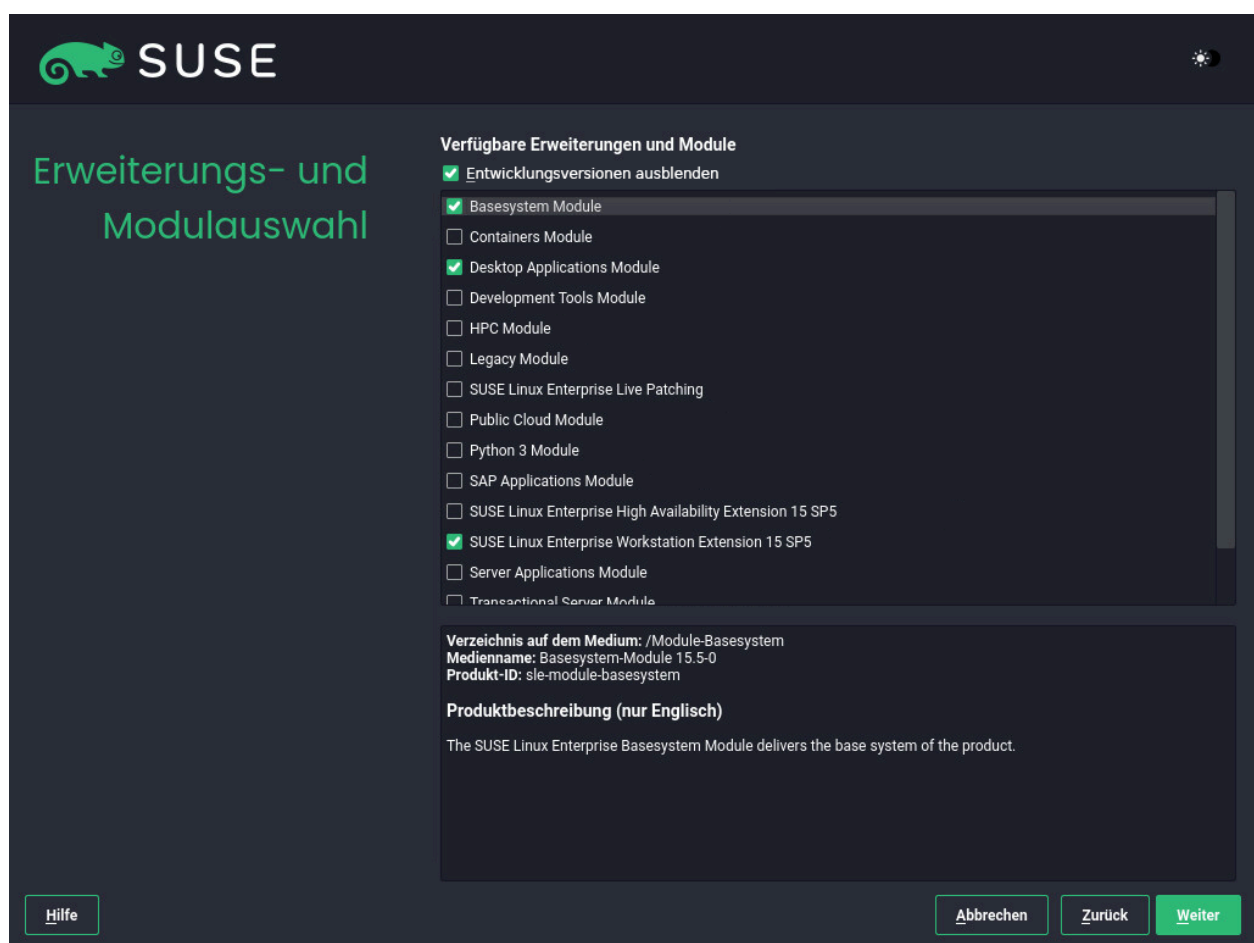 SUSE
Erweiterungs- und
Modulauswahl
Verfügbare Erweiterungen und Module
Entwicklungsversionen ausblenden
Basesystem Module
Containers Module
Desktop Applications Module
Development Tools Module
HPC Module
Legacy Module
SUSE Linux Enterprise Live Patching
Public Cloud Module
Python 3 Module
SAP Applications Module
SUSE Linux Enterprise High Availability Extension 15 SP5
SUSE Linux Enterprise Workstation Extension 15 SP5
Server Applications Module
Transactional Server Module
Verzeichnis auf dem Medium: /Module-Basesystem
Medienname: Basesystem-Module 15.5-0
Produkt-ID: sle-module-basesystem
Produktbeschreibung (nur Englisch)
The SUSE Linux Enterprise Basesystem Module delivers the base system of the product.
Hilfe
Abbrechen
Zurück
Weiter